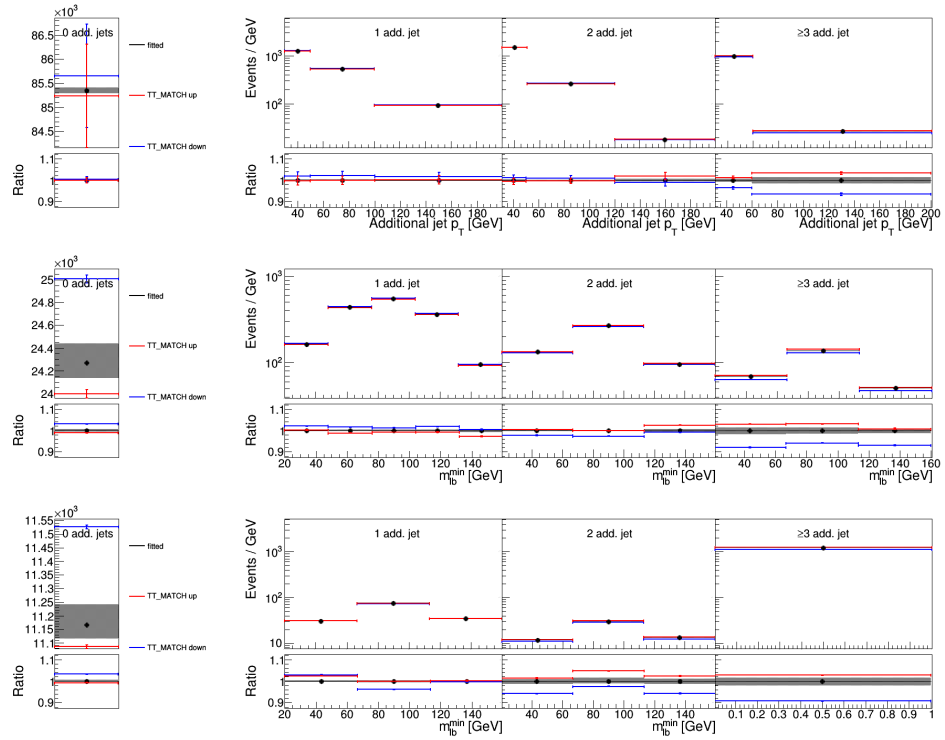 ×10³
0 add. jets
86.5
86
85.5
85
84.5
fitted
TT_MATCH up
TT_MATCH down
Ratio
1.1
1
0.9
Events / GeV
10³
10²
1 add. jet
2 add. jet
≥3 add. jet
Ratio
1.1
1
0.9
40 60 80 100 120 140 160 180
40 60 80 100 120 140 160 180
40 60 80 100 120 140 160 180 200
Additional jet p_T [GeV]
Additional jet p_T [GeV]
Additional jet p_T [GeV]
×10³
0 add. jets
25
24.8
24.6
24.4
24.2
24
fitted
TT_MATCH up
TT_MATCH down
Ratio
1.1
1
0.9
Events / GeV
10³
10²
1 add. jet
2 add. jet
≥3 add. jet
Ratio
1.1
1
0.9
20 40 60 80 100 120 140
40 60 80 100 120 140
40 60 80 100 120 140 160
m_lb^min [GeV]
m_lb^min [GeV]
m_lb^min [GeV]
×10³
0 add. jets
11.55
11.5
11.45
11.4
11.35
11.3
11.25
11.2
11.15
11.1
fitted
TT_MATCH up
TT_MATCH down
Ratio
1.1
1
0.9
Events / GeV
10³
10²
10
1 add. jet
2 add. jet
≥3 add. jet
Ratio
1.1
1
0.9
20 40 60 80 100 120 140
40 60 80 100 120 140
0.1 0.2 0.3 0.4 0.5 0.6 0.7 0.8 0.9 1
m_lb^min [GeV]
m_lb^min [GeV]